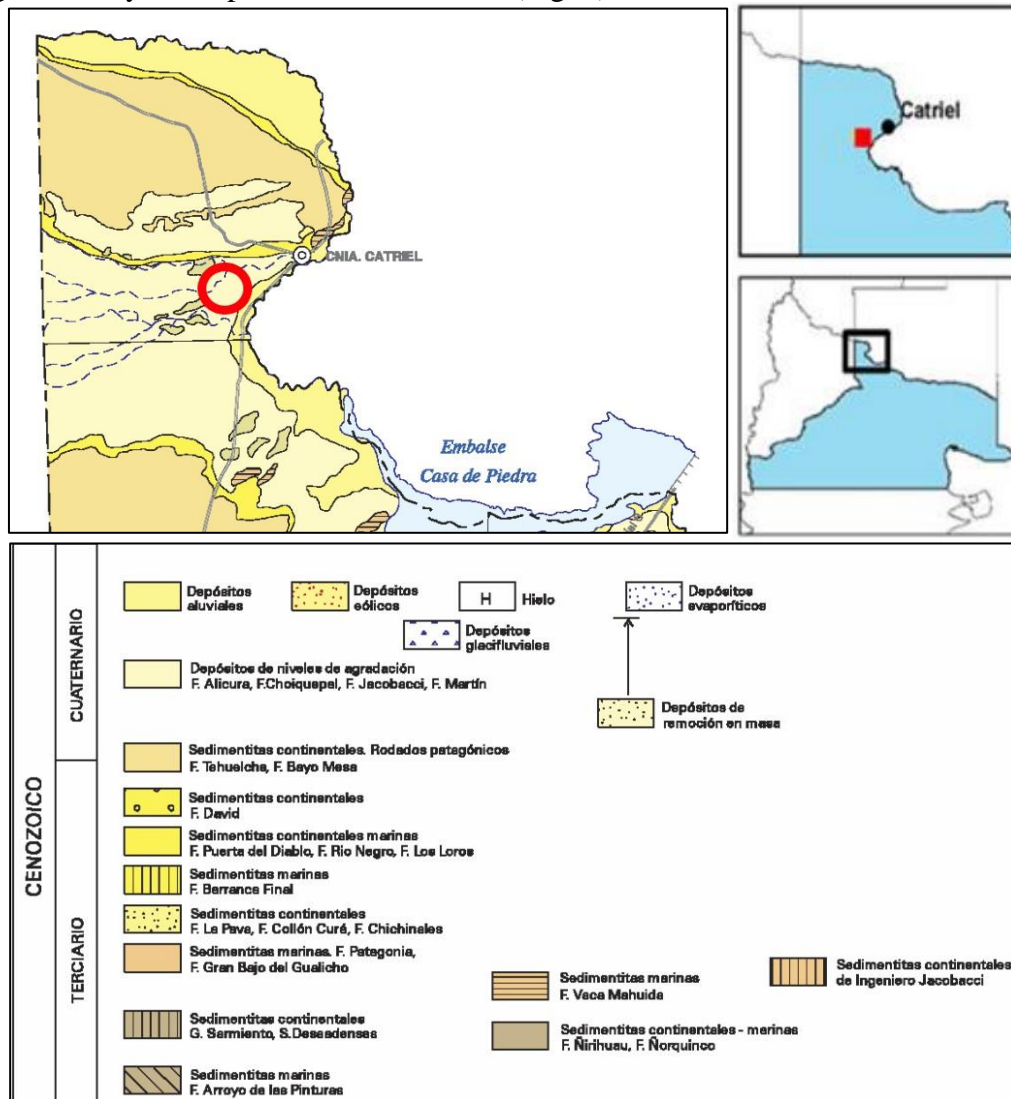 CNIA. CATRIEL
Embalse
Casa de Piedra
Catriel
CENOZOICO
CUATERNARIO
TERCIARIO
Depósitos
aluviales
Depósitos
eólicos
H
Hielo
Depósitos
evaporíticos
Depósitos
glacifluviales
Depósitos de niveles de agradación
F. Alicura, F.Choiquepal, F. Jacobacci, F. Martín
Depósitos de
remoción en masa
Sedimentitas continentales. Rodados patagónicos
F. Tehuelche, F. Bayo Mesa
Sedimentitas continentales
F. David
Sedimentitas continentales marinas
F. Puerta del Diablo, F. Rio Negro, F. Los Loros
Sedimentitas marinas
F. Barranca Final
Sedimentitas continentales
F. La Pava, F. Collón Curé, F. Chichinales
Sedimentitas marinas. F. Patagonia,
F. Gran Bajo del Gualicho
Sedimentitas marinas
F. Vaca Mahuida
Sedimentitas continentales
de Ingeniero Jacobacci
Sedimentitas continentales
G. Sarmiento, S.Deseadensas
Sedimentitas continentales - marinas
F. Ñirihuau, F. Ñorquinco
Sedimentitas marinas
F. Arroyo de las Pinturas